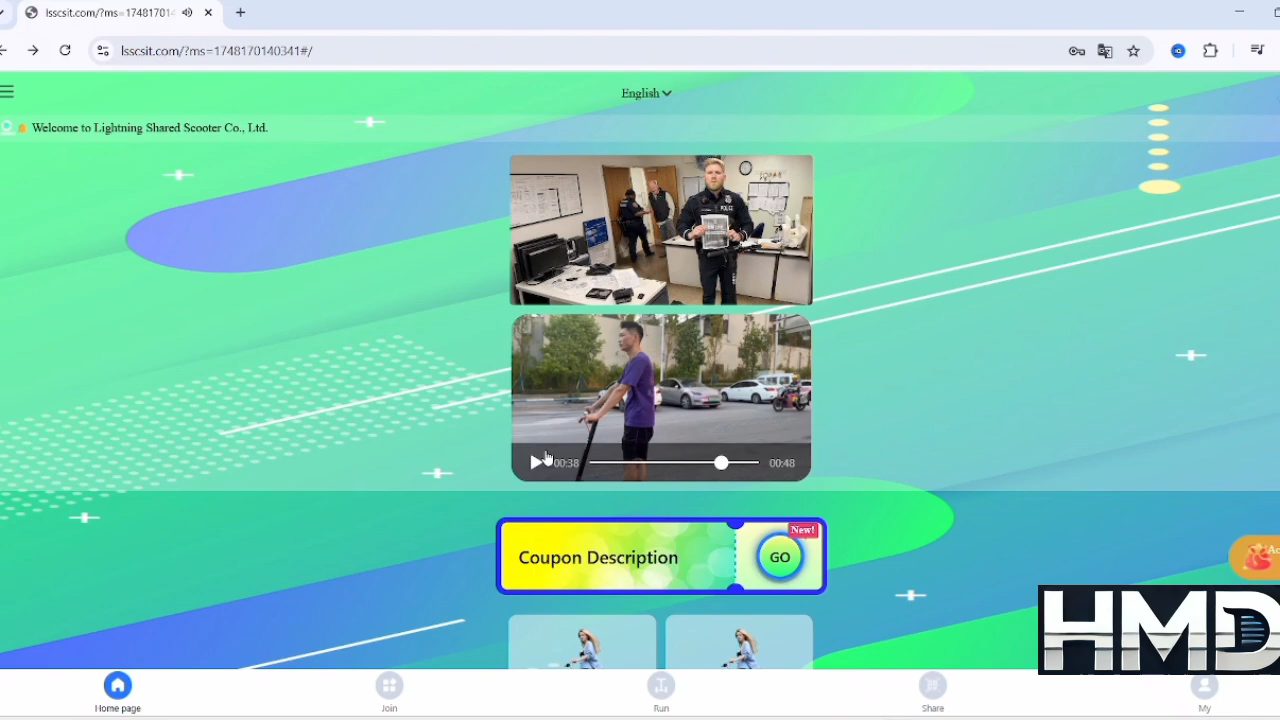 lsscsit.com/?ms=17481701
lsscsit.com/?ms=1748170140341#/
English
Welcome to Lightning Shared Scooter Co., Ltd.
POLICE
00:38
00:48
New!
Coupon Description
GO
HMD
Home page
Join
Run
Share
My